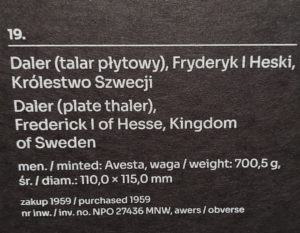 19.
Daler (talar płytowy), Fryderyk I Heski,
Królestwo Szwecji
Daler (plate thaler),
Frederick I of Hesse, Kingdom
of Sweden
men. / minted: Avesta, waga / weight: 700,5 g,
śr. / diam.: 110,0 × 115,0 mm
zakup 1959 / purchased 1959
nr inw. / inv. no. NPO 27436 MNW, awers / obverse